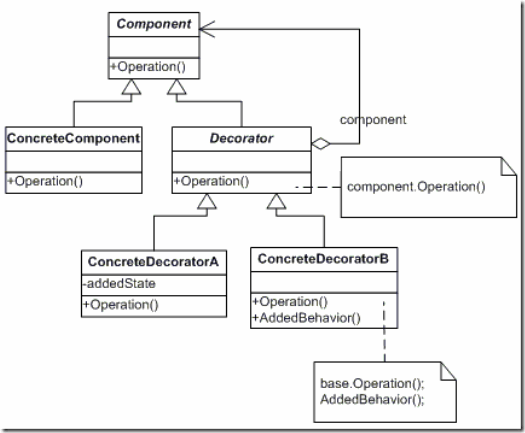 Component
+Operation()
component
ConcreteComponent
+Operation()
Decorator
+Operation()
component.Operation()
ConcreteDecoratorA
-addedState
+Operation()
ConcreteDecoratorB
+Operation()
+AddedBehavior()
base.Operation();
AddedBehavior();